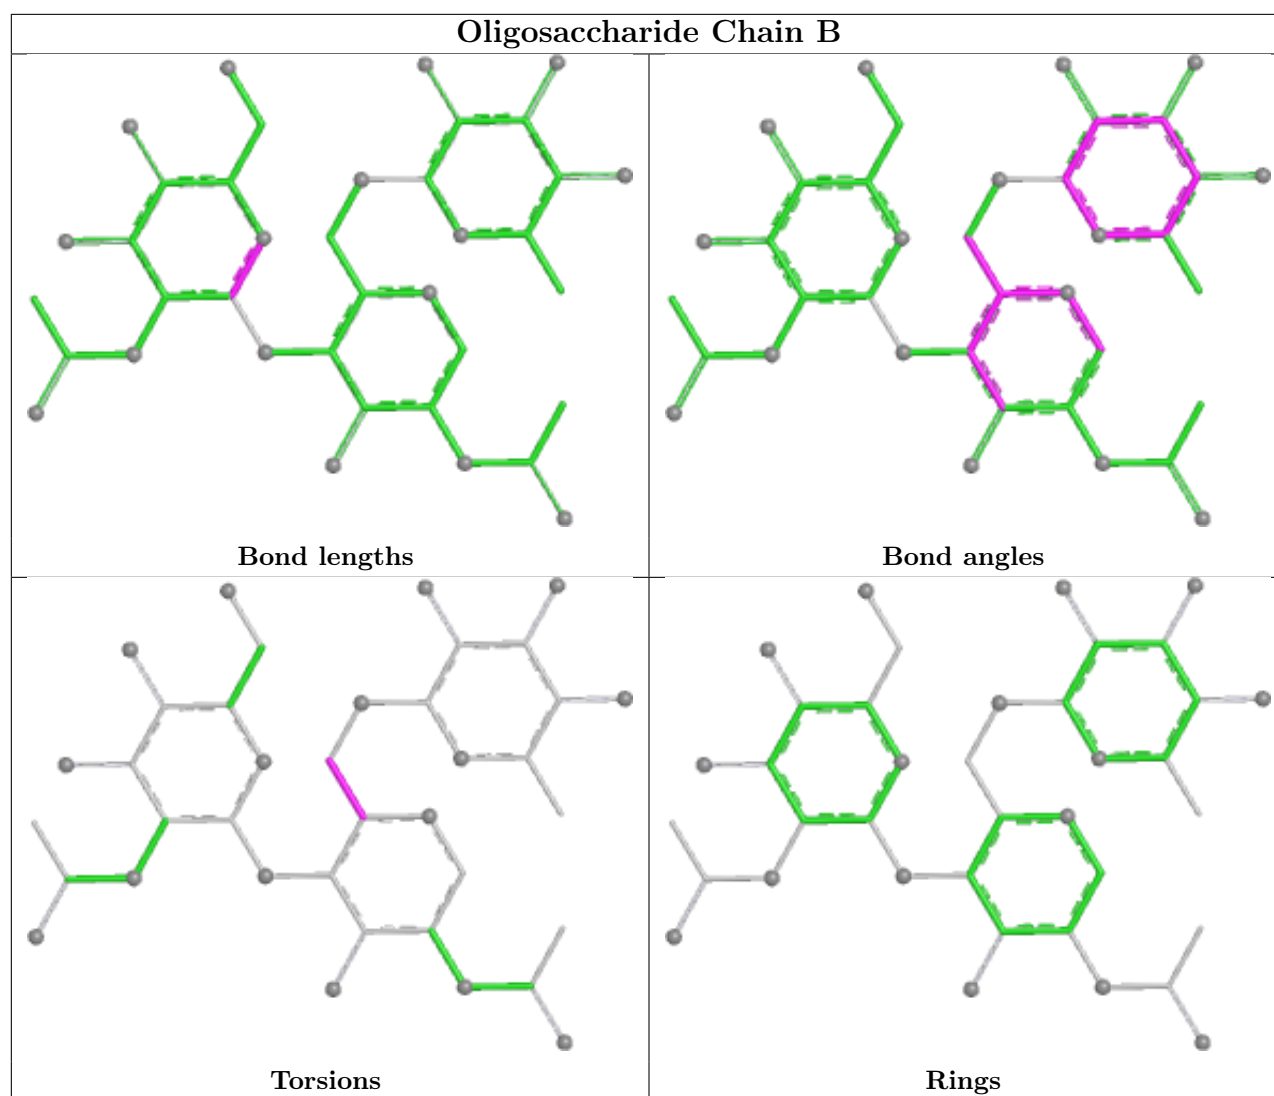 Oligosaccharide Chain B
Bond lengths
Bond angles
Torsions
Rings